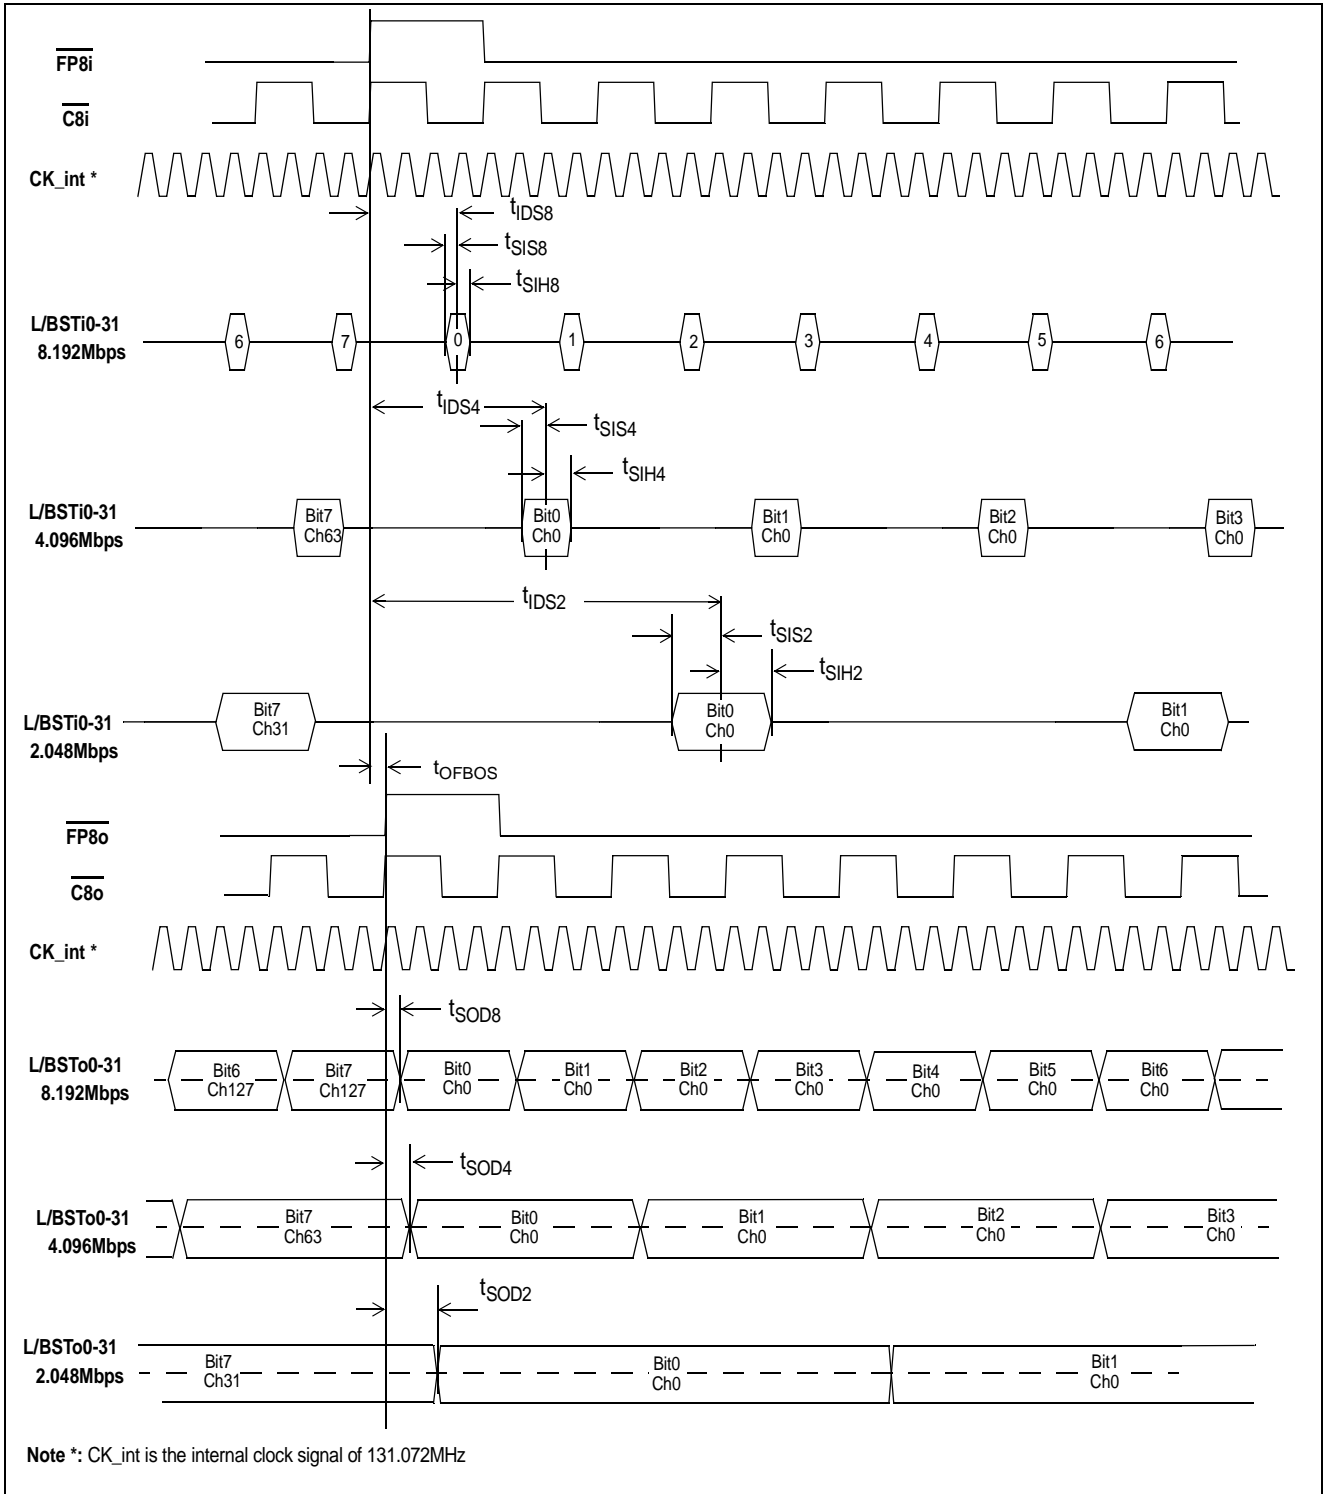 FP8i
C8i
CK_int *
tIDS8
tSIS8
tSIH8
L/BSTi0-31
8.192Mbps
6 7 0 1 2 3 4 5 6
tIDS4
tSIS4
tSIH4
L/BSTi0-31
4.096Mbps
Bit7 Bit0 Bit1 Bit2 Bit3
Ch63 Ch0 Ch0 Ch0 Ch0
tIDS2
tSIS2
tSIH2
L/BSTi0-31
2.048Mbps
Bit7 Bit0 Bit1
Ch31 Ch0 Ch0
tOFBOS
FP8o
C8o
CK_int *
tSOD8
L/BSTo0-31
8.192Mbps
Bit6 Bit7 Bit0 Bit1 Bit2 Bit3 Bit4 Bit5 Bit6
Ch127 Ch127 Ch0 Ch0 Ch0 Ch0 Ch0 Ch0 Ch0
tSOD4
L/BSTo0-31
4.096Mbps
Bit7 Bit0 Bit1 Bit2 Bit3
Ch63 Ch0 Ch0 Ch0 Ch0
tSOD2
L/BSTo0-31
2.048Mbps
Bit7 Bit0 Bit1
Ch31 Ch0 Ch0
Note *: CK_int is the internal clock signal of 131.072MHz